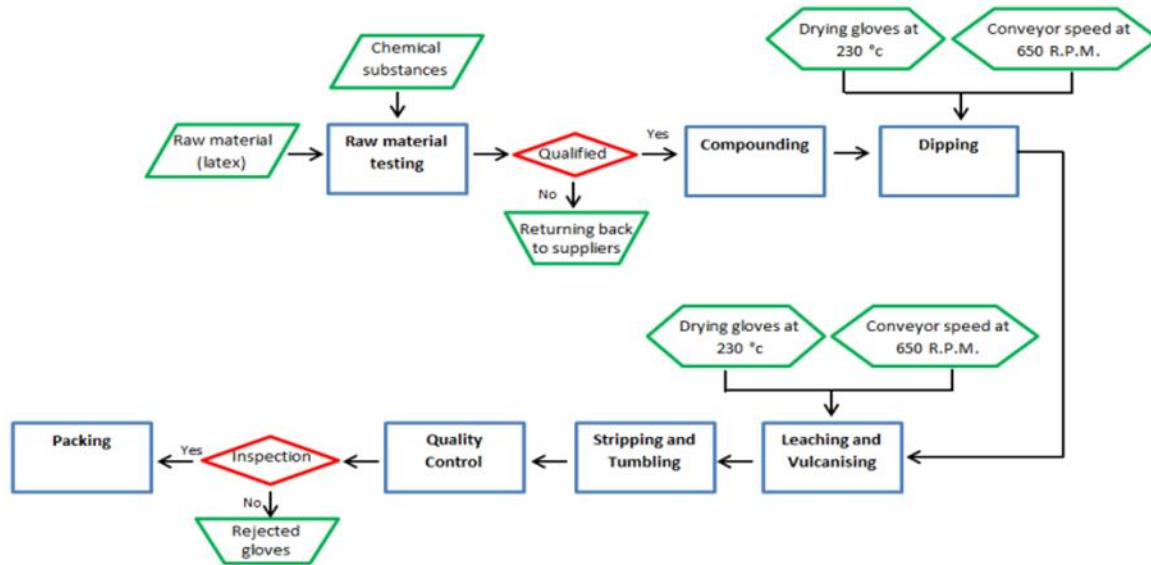 Chemical
substances
Drying gloves at
230 °c
Conveyor speed at
650 R.P.M.
Raw material
(latex)
Raw material
testing
Qualified
Yes
Compounding
Dipping
No
Returning back
to suppliers
Drying gloves at
230 °c
Conveyor speed at
650 R.P.M.
Packing
Yes
Inspection
Quality
Control
Stripping and
Tumbling
Leaching and
Vulcanising
No
Rejected
gloves